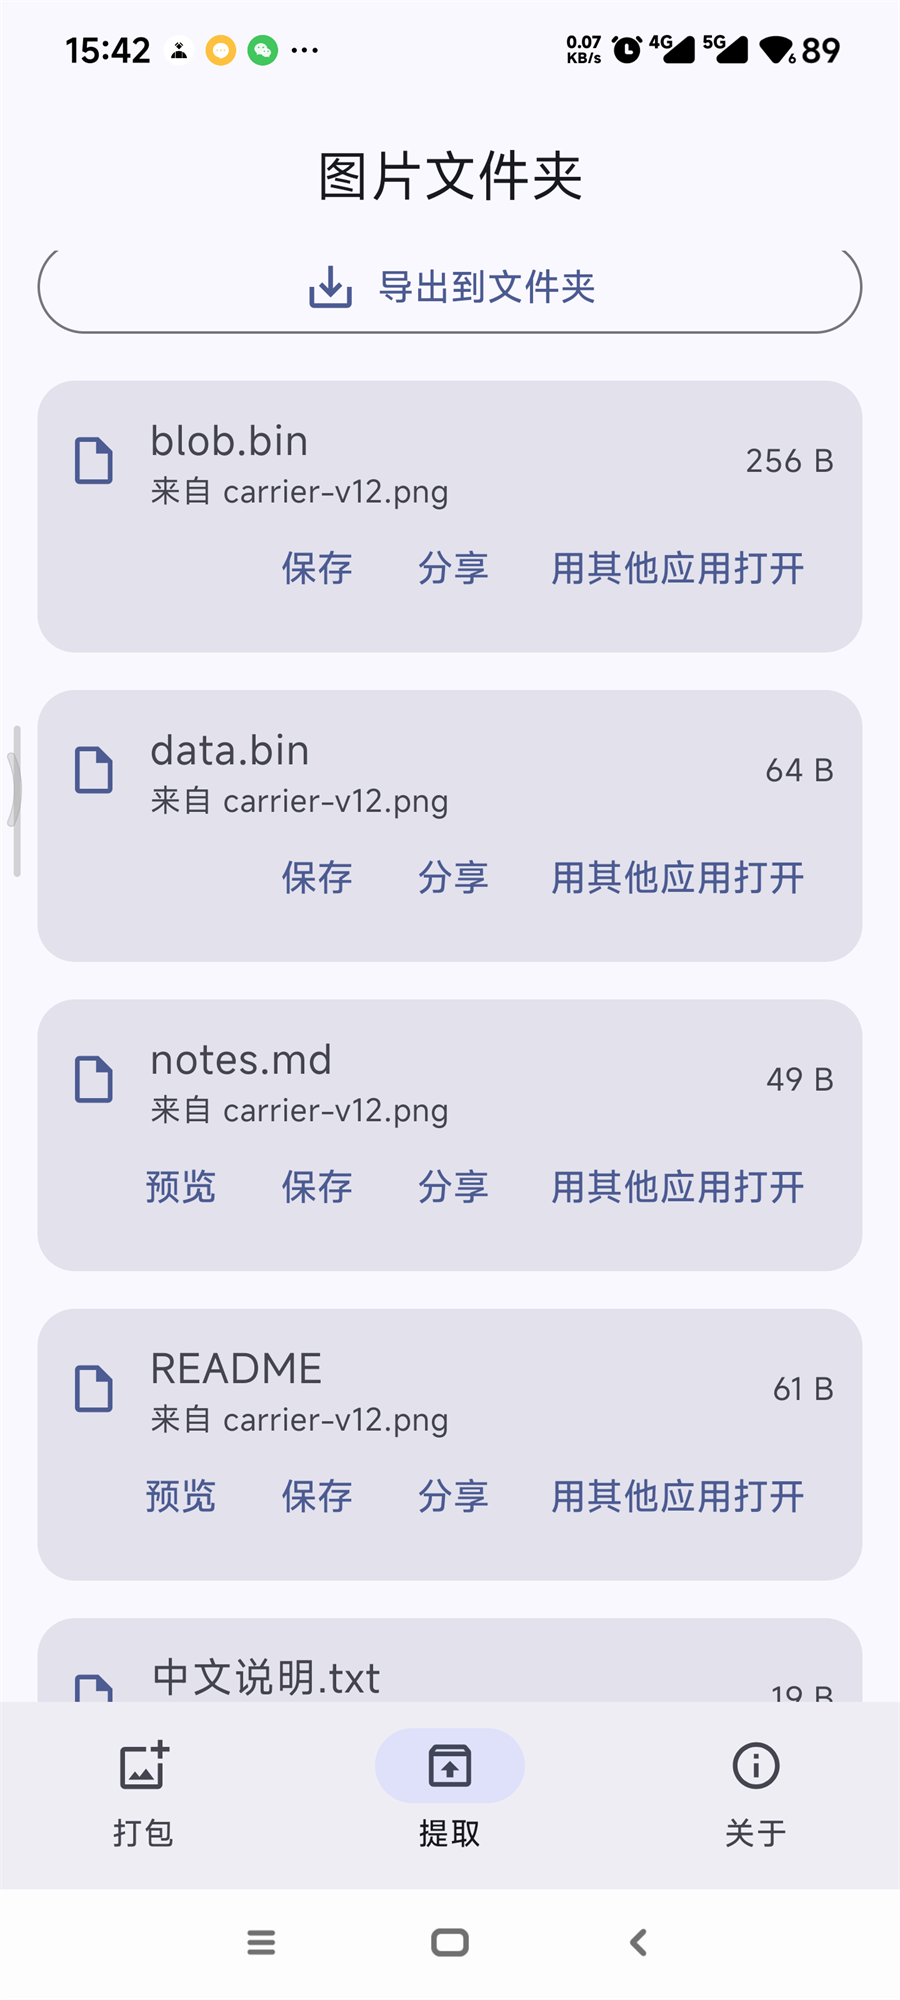 15:42
0.07 KB/s 4G 5G 6 89
图片文件夹
导出到文件夹
blob.bin
256 B
来自 carrier-v12.png
保存 分享 用其他应用打开
data.bin
64 B
来自 carrier-v12.png
保存 分享 用其他应用打开
notes.md
49 B
来自 carrier-v12.png
预览 保存 分享 用其他应用打开
README
61 B
来自 carrier-v12.png
预览 保存 分享 用其他应用打开
中文说明.txt
19 B
打包 提取 关于